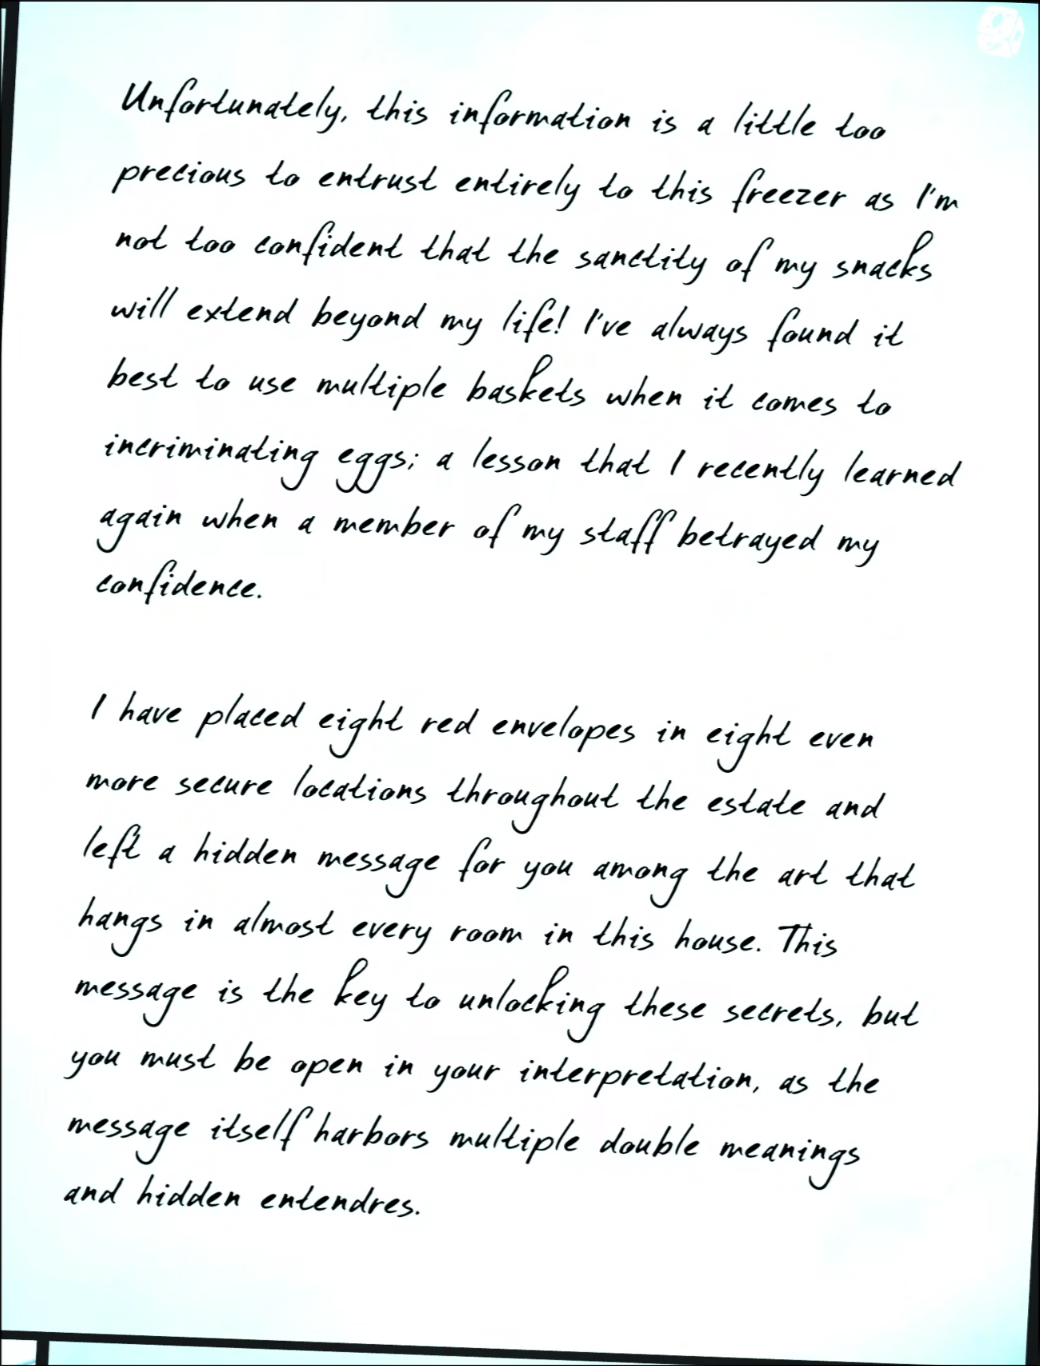 Unfortunately, this information is a little too
precious to entrust entirely to this freezer as I'm
not too confident that the sanctity of my snacks
will extend beyond my life! I've always found it
best to use multiple baskets when it comes to
incriminating eggs; a lesson that I recently learned
again when a member of my staff betrayed my
confidence.
I have placed eight red envelopes in eight even
more secure locations throughout the estate and
left a hidden message for you among the art that
hangs in almost every room in this house. This
message is the key to unlocking these secrets, but
you must be open in your interpretation, as the
message itself harbors multiple double meanings
and hidden entendres.